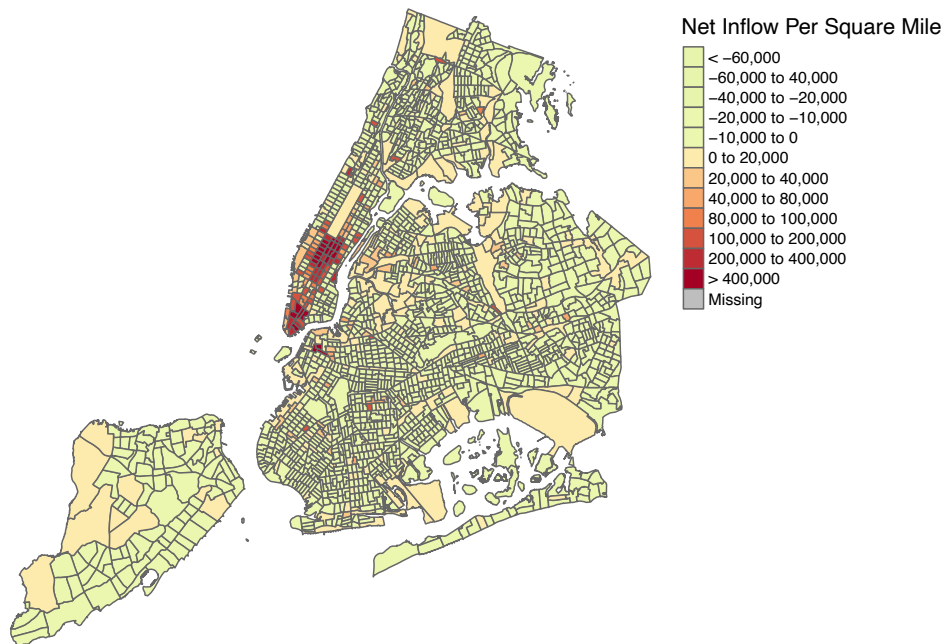 Net Inflow Per Square Mile
< −60,000
−60,000 to 40,000
−40,000 to −20,000
−20,000 to −10,000
−10,000 to 0
0 to 20,000
20,000 to 40,000
40,000 to 80,000
80,000 to 100,000
100,000 to 200,000
200,000 to 400,000
> 400,000
Missing